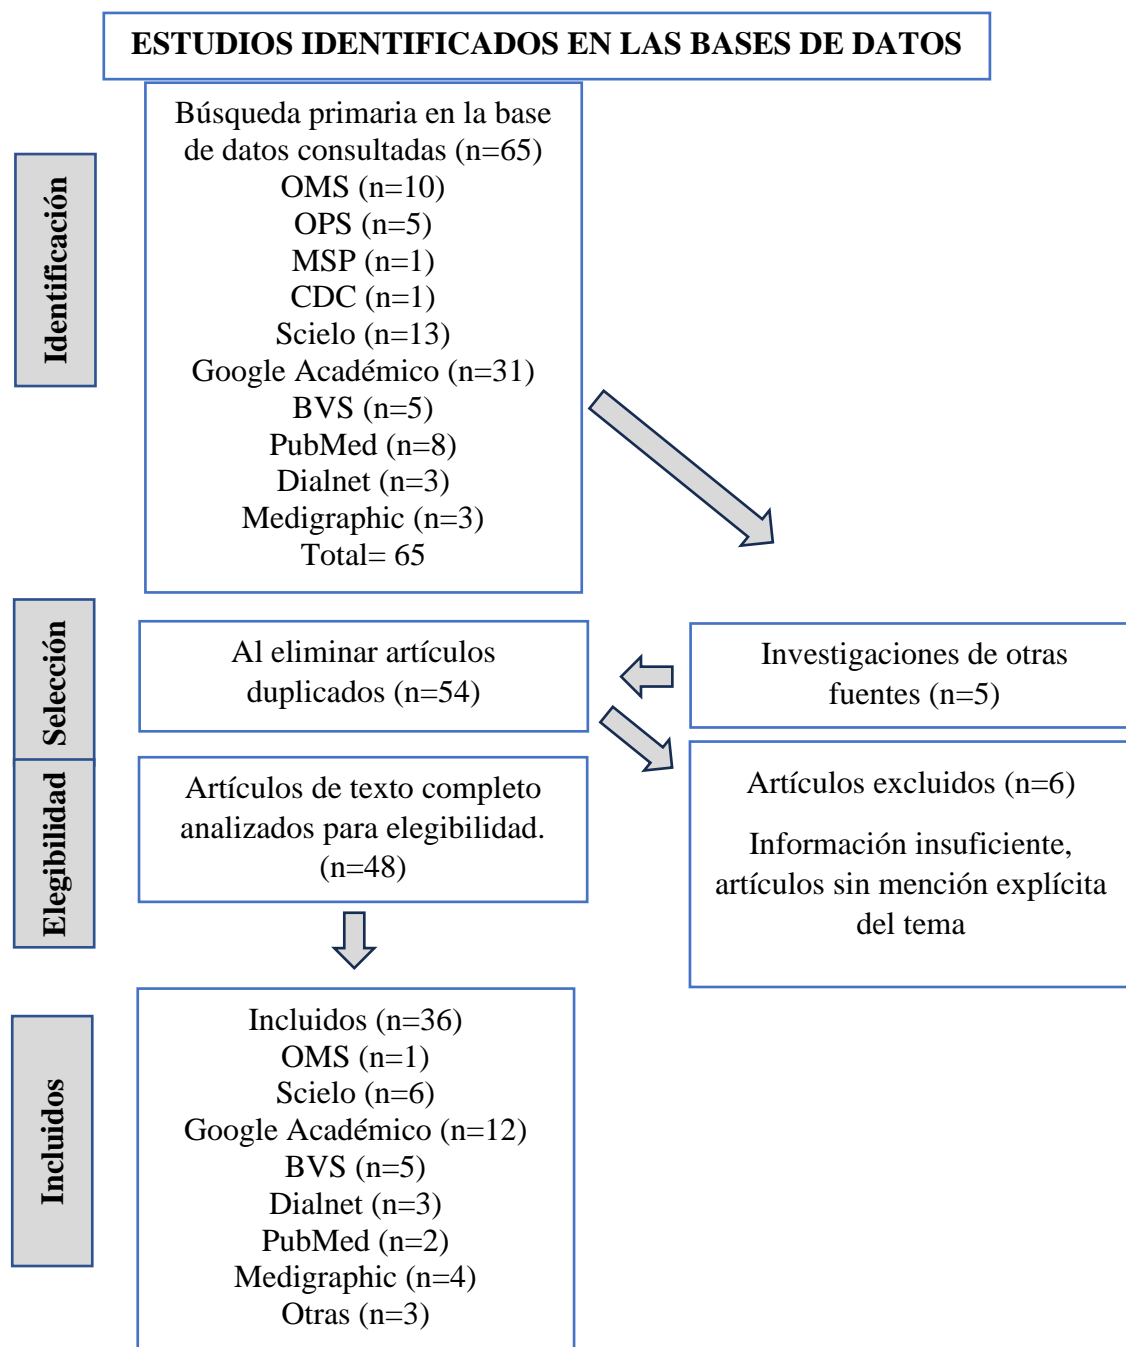 ESTUDIOS IDENTIFICADOS EN LAS BASES DE DATOS
Identificación
Búsqueda primaria en la base
de datos consultadas (n=65)
OMS (n=10)
OPS (n=5)
MSP (n=1)
CDC (n=1)
Scielo (n=13)
Google Académico (n=31)
BVS (n=5)
PubMed (n=8)
Dialnet (n=3)
Medigraphic (n=3)
Total= 65
Selección
Al eliminar artículos
duplicados (n=54)
Investigaciones de otras
fuentes (n=5)
Elegibilidad
Artículos de texto completo
analizados para elegibilidad.
(n=48)
Artículos excluidos (n=6)
Información insuficiente,
artículos sin mención explícita
del tema
Incluidos
Incluidos (n=36)
OMS (n=1)
Scielo (n=6)
Google Académico (n=12)
BVS (n=5)
Dialnet (n=3)
PubMed (n=2)
Medigraphic (n=4)
Otras (n=3)